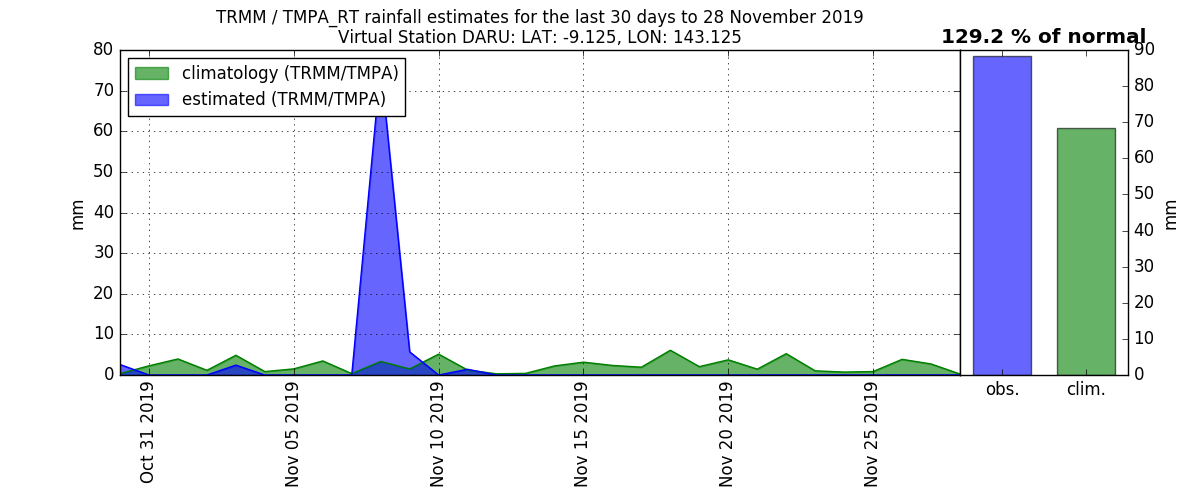 TRMM / TMPA_RT rainfall estimates for the last 30 days to 28 November 2019
Virtual Station DARU: LAT: -9.125, LON: 143.125
129.2 % of normal
climatology (TRMM/TMPA)
estimated (TRMM/TMPA)
mm
80
70
60
50
40
30
20
10
0
Oct 31 2019
Nov 05 2019
Nov 10 2019
Nov 15 2019
Nov 20 2019
Nov 25 2019
90
80
70
60
50
40
30
20
10
0
mm
obs.
clim.